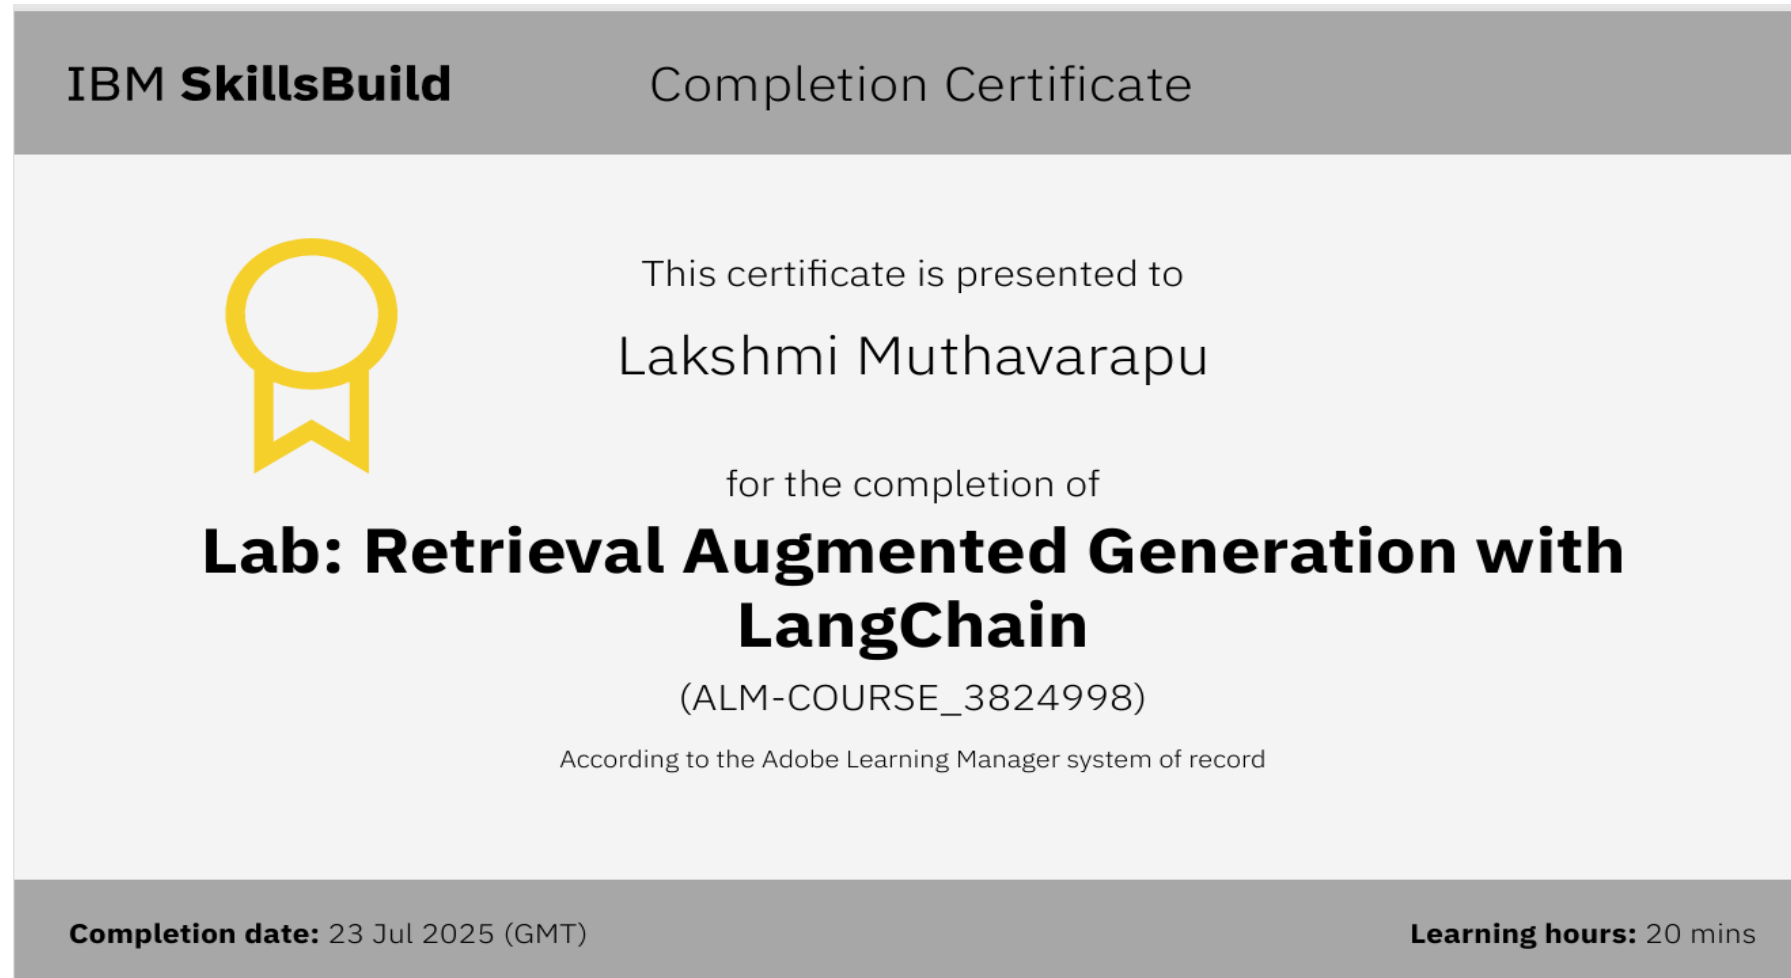 IBM SkillsBuild
Completion Certificate
This certificate is presented to
Lakshmi Muthavarapu
for the completion of
Lab: Retrieval Augmented Generation with
LangChain
(ALM-COURSE_3824998)
According to the Adobe Learning Manager system of record
Completion date: 23 Jul 2025 (GMT)
Learning hours: 20 mins